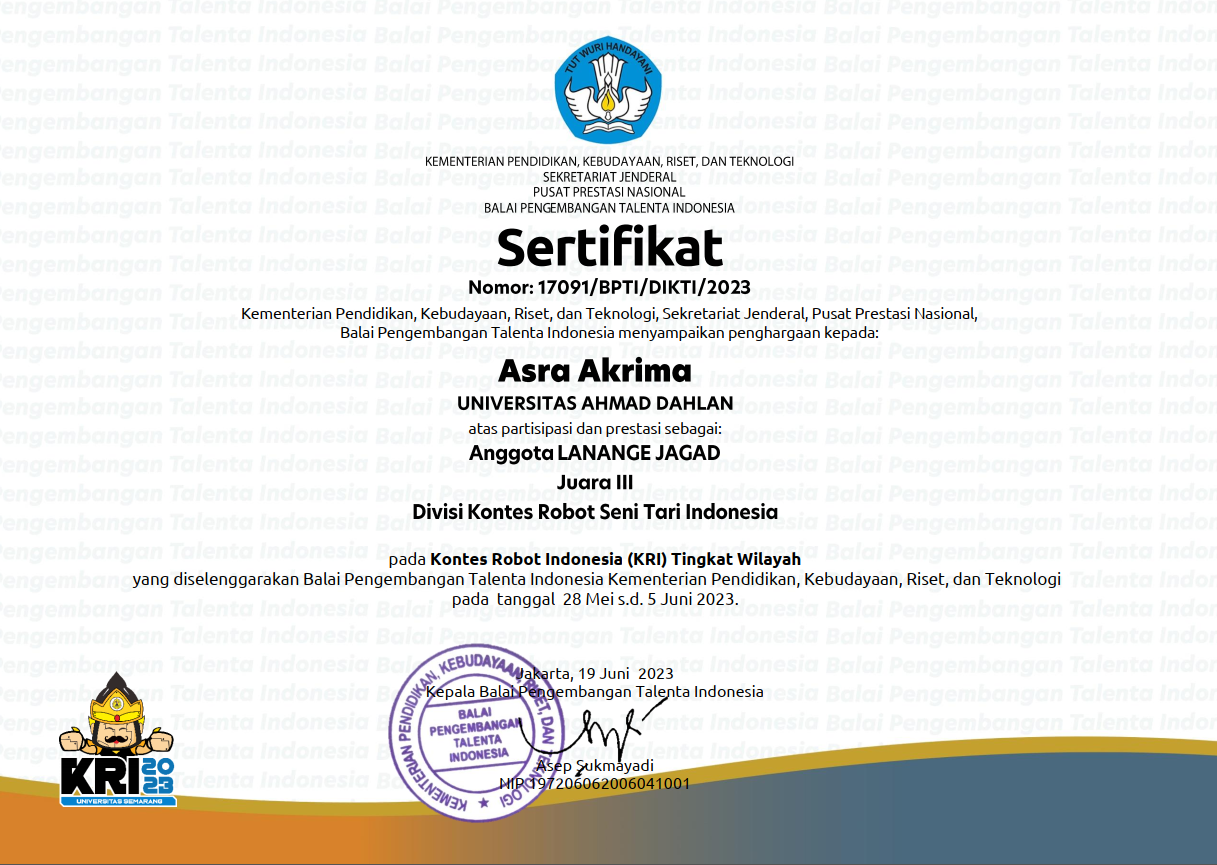 TUT WURI HANDAYANI
KEMENTERIAN PENDIDIKAN, KEBUDAYAAN, RISET, DAN TEKNOLOGI
SEKRETARIAT JENDERAL
PUSAT PRESTASI NASIONAL
BALAI PENGEMBANGAN TALENTA INDONESIA
Sertifikat
Nomor: 17091/BPTI/DIKTI/2023
Kementerian Pendidikan, Kebudayaan, Riset, dan Teknologi, Sekretariat Jenderal, Pusat Prestasi Nasional,
Balai Pengembangan Talenta Indonesia menyampaikan penghargaan kepada:
Asra Akrima
UNIVERSITAS AHMAD DAHLAN
atas partisipasi dan prestasi sebagai:
Anggota LANANGE JAGAD
Juara III
Divisi Kontes Robot Seni Tari Indonesia
pada Kontes Robot Indonesia (KRI) Tingkat Wilayah
yang diselenggarakan Balai Pengembangan Talenta Indonesia Kementerian Pendidikan, Kebudayaan, Riset, dan Teknologi
pada tanggal 28 Mei s.d. 5 Juni 2023.
Jakarta, 19 Juni 2023
Kepala Balai Pengembangan Talenta Indonesia
KEMENTERIAN PENDIDIKAN, KEBUDAYAAN, RISET, DAN TEKNOLOGI
BALAI
PENGEMBANGAN
TALENTA
INDONESIA
Asep Sukmayadi
NIP 197206062006041001
KRI 2023
UNIVERSITAS SEMARANG
Balai Pengembangan Talenta Indonesia